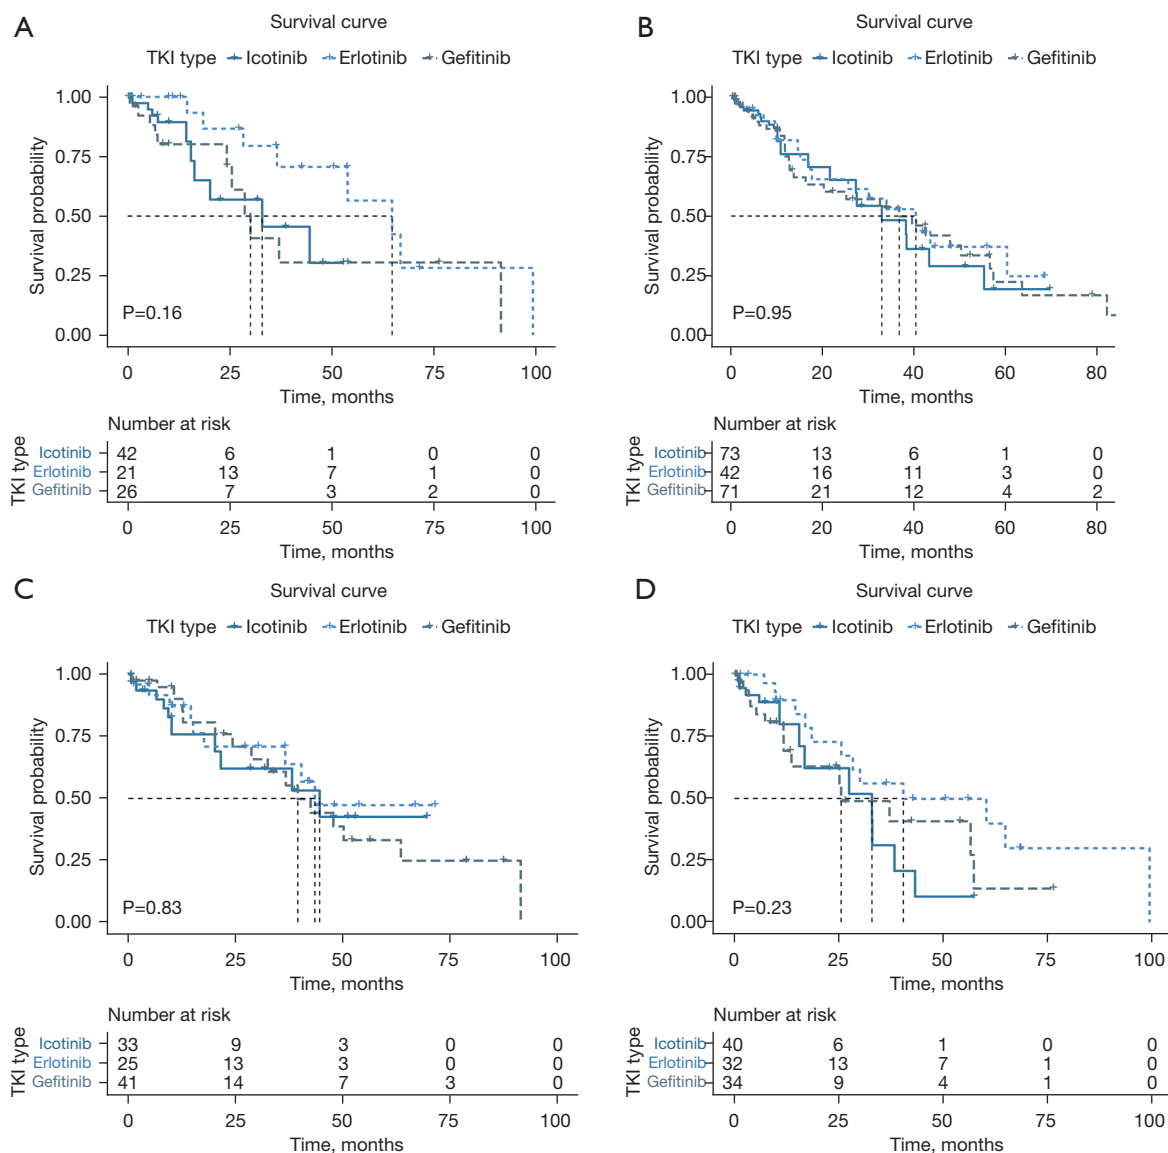 A
Survival curve
TKI type Icotinib Erlotinib Gefitinib
Survival probability
1.00
0.75
0.50
0.25
0.00
P=0.16
0 25 50 75 100
Time, months
Number at risk
TKI type
Icotinib 42 6 1 0 0
Erlotinib 21 13 7 1 0
Gefitinib 26 7 3 2 0
0 25 50 75 100
Time, months
B
Survival curve
TKI type Icotinib Erlotinib Gefitinib
Survival probability
1.00
0.75
0.50
0.25
0.00
P=0.95
0 20 40 60 80
Time, months
Number at risk
TKI type
Icotinib 73 13 6 1 0
Erlotinib 42 16 11 3 0
Gefitinib 71 21 12 4 2
0 20 40 60 80
Time, months
C
Survival curve
TKI type Icotinib Erlotinib Gefitinib
Survival probability
1.00
0.75
0.50
0.25
0.00
P=0.83
0 25 50 75 100
Time, months
Number at risk
TKI type
Icotinib 33 9 3 0 0
Erlotinib 25 13 3 0 0
Gefitinib 41 14 7 3 0
0 25 50 75 100
Time, months
D
Survival curve
TKI type Icotinib Erlotinib Gefitinib
Survival probability
1.00
0.75
0.50
0.25
0.00
P=0.23
0 25 50 75 100
Time, months
Number at risk
TKI type
Icotinib 40 6 1 0 0
Erlotinib 32 13 7 1 0
Gefitinib 34 9 4 1 0
0 25 50 75 100
Time, months